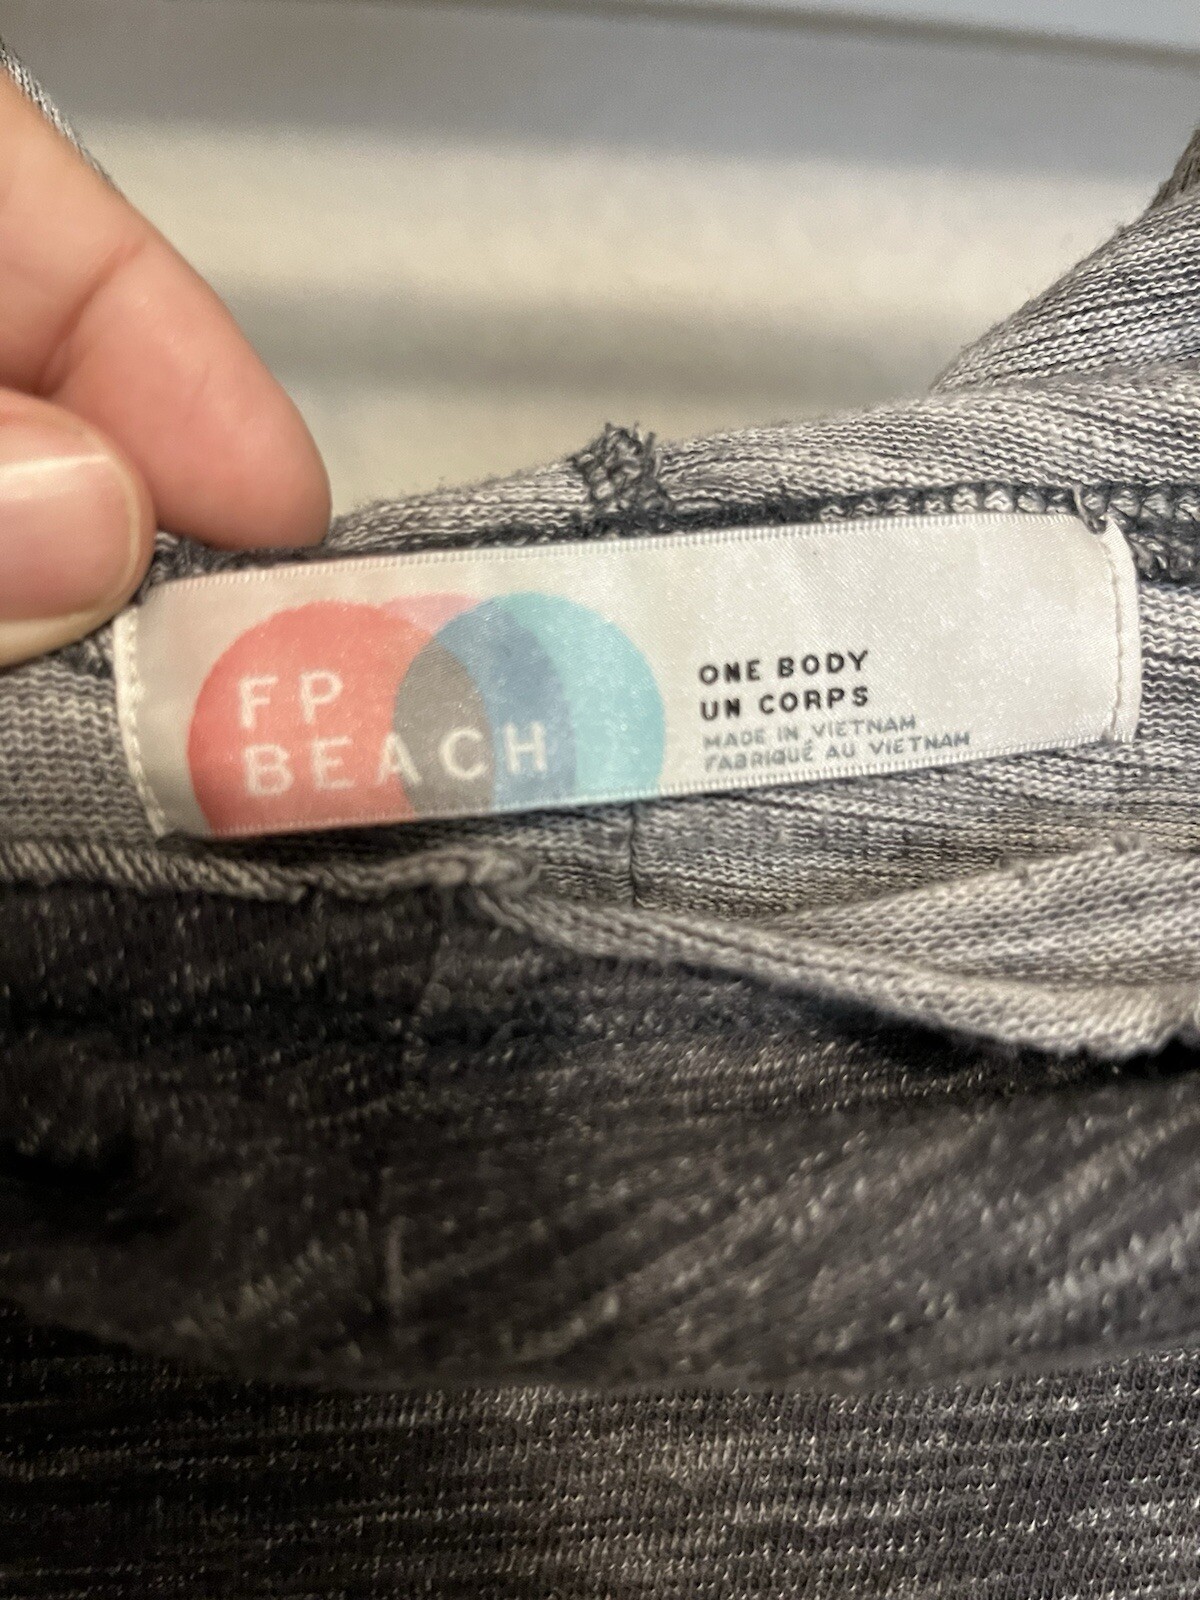 FP
BEACH
ONE BODY
UN CORPS
MADE IN VIETNAM
FABRIQUÉ AU VIETNAM